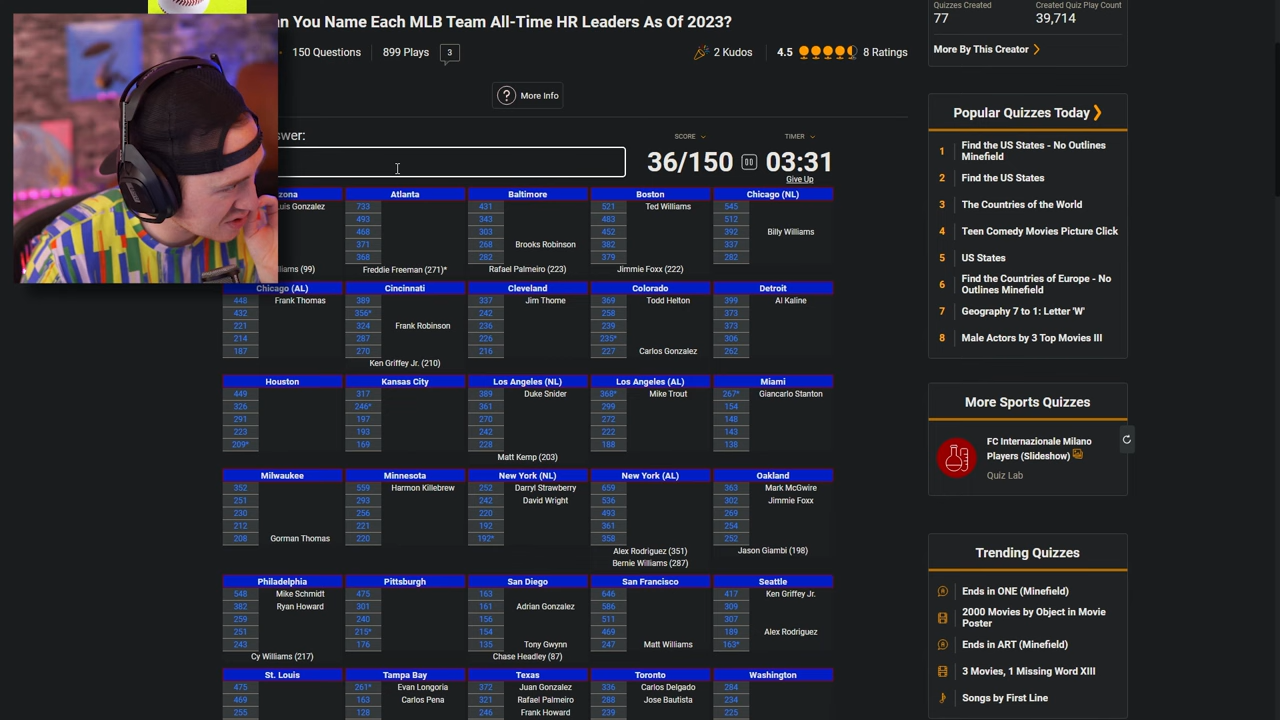 an You Name Each MLB Team All-Time HR Leaders As Of 2023?
150 Questions 899 Plays 3 2 Kudos 4.5 8 Ratings
? More Info
swer:
SCORE TIMER
36/150 03:31
Give Up
zona Atlanta Baltimore Boston Chicago (NL)
uis Gonzalez 733 431 521 Ted Williams 545
493 343 483 512
468 303 452 392 Billy Williams
371 268 Brooks Robinson 382 337
368 282 379 282
lliams (99) Freddie Freeman (271)* Rafael Palmeiro (223) Jimmie Foxx (222)
Chicago (AL) Cincinnati Cleveland Colorado Detroit
448 Frank Thomas 389 337 Jim Thome 369 Todd Helton 399 Al Kaline
432 356* 242 258 373
221 324 Frank Robinson 236 239 373
214 287 226 235* 306
187 270 216 227 Carlos Gonzalez 262
Ken Griffey Jr. (210)
Houston Kansas City Los Angeles (NL) Los Angeles (AL) Miami
449 317 389 Duke Snider 368* Mike Trout 267* Giancarlo Stanton
326 246* 361 299 154
291 197 270 272 148
223 193 242 222 143
209* 169 228 188 138
Matt Kemp (203)
Milwaukee Minnesota New York (NL) New York (AL) Oakland
352 559 Harmon Killebrew 252 Darryl Strawberry 659 363 Mark McGwire
251 293 242 David Wright 536 302 Jimmie Foxx
230 256 220 493 269
212 221 192 361 254
208 Gorman Thomas 220 192* 358 252
Alex Rodriguez (351) Jason Giambi (198)
Bernie Williams (287)
Philadelphia Pittsburgh San Diego San Francisco Seattle
548 Mike Schmidt 475 163 646 417 Ken Griffey Jr.
382 Ryan Howard 301 161 Adrian Gonzalez 586 309
259 240 156 511 307
251 215* 154 469 189 Alex Rodriguez
243 176 135 Tony Gwynn 247 Matt Williams 163*
Cy Williams (217) Chase Headley (87)
St. Louis Tampa Bay Texas Toronto Washington
475 261* Evan Longoria 372 Juan Gonzalez 336 Carlos Delgado 284
469 163 Carlos Pena 321 Rafael Palmeiro 288 Jose Bautista 234
255 128 246 Frank Howard 239 225
Quizzes Created Created Quiz Play Count
77 39,714
More By This Creator
Popular Quizzes Today
1 Find the US States - No Outlines Minefield
2 Find the US States
3 The Countries of the World
4 Teen Comedy Movies Picture Click
5 US States
6 Find the Countries of Europe - No Outlines Minefield
7 Geography 7 to 1: Letter 'W'
8 Male Actors by 3 Top Movies III
More Sports Quizzes
FC Internazionale Milano
Players (Slideshow)
Quiz Lab
Trending Quizzes
Ends in ONE (Minefield)
2000 Movies by Object in Movie
Poster
Ends in ART (Minefield)
3 Movies, 1 Missing Word XIII
Songs by First Line